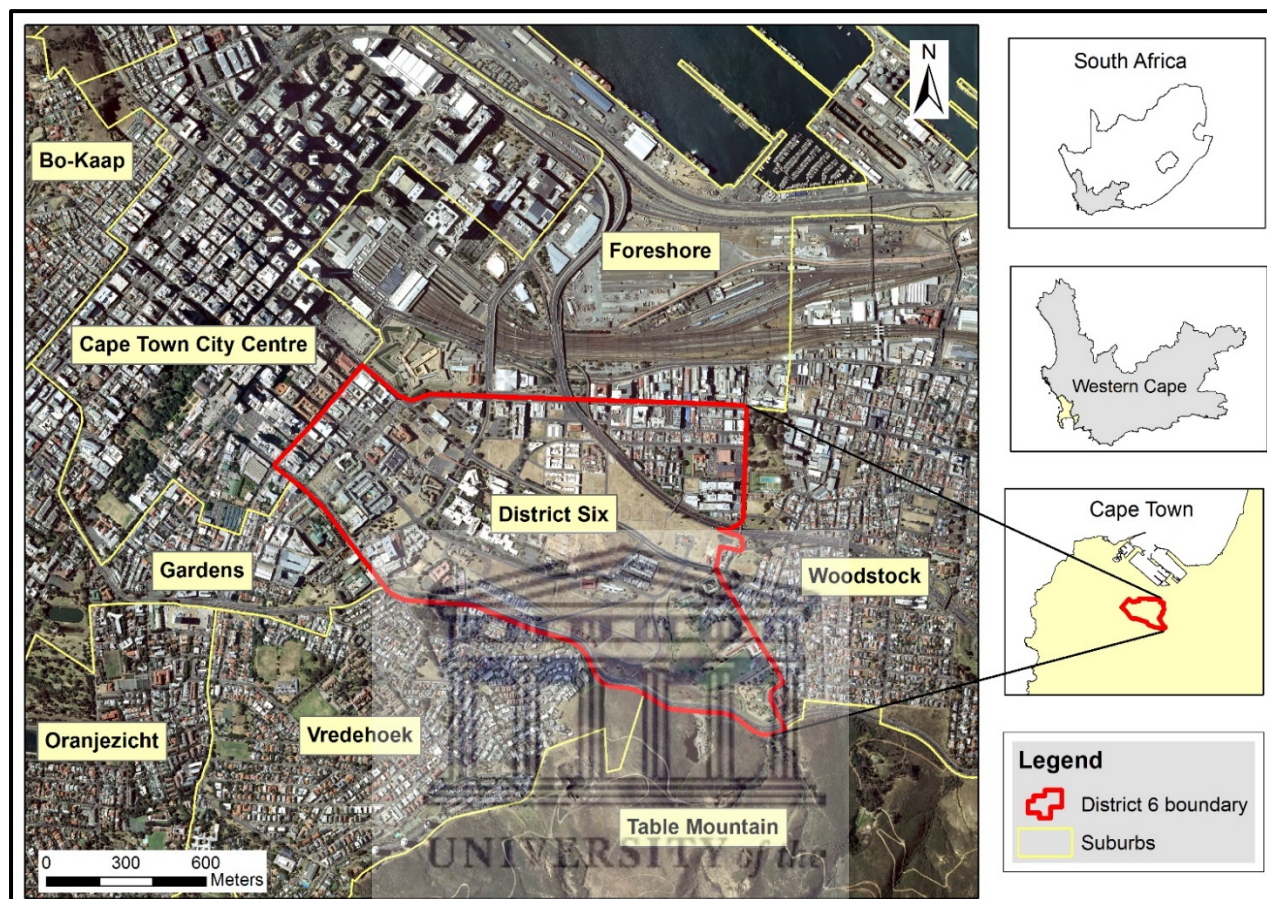 N
Bo-Kaap
Foreshore
Cape Town City Centre
District Six
Gardens
Woodstock
Oranjezicht
Vredehoek
Table Mountain
UNIVERSITY of the
0 300 600
Meters
South Africa
Western Cape
Cape Town
Legend
District 6 boundary
Suburbs